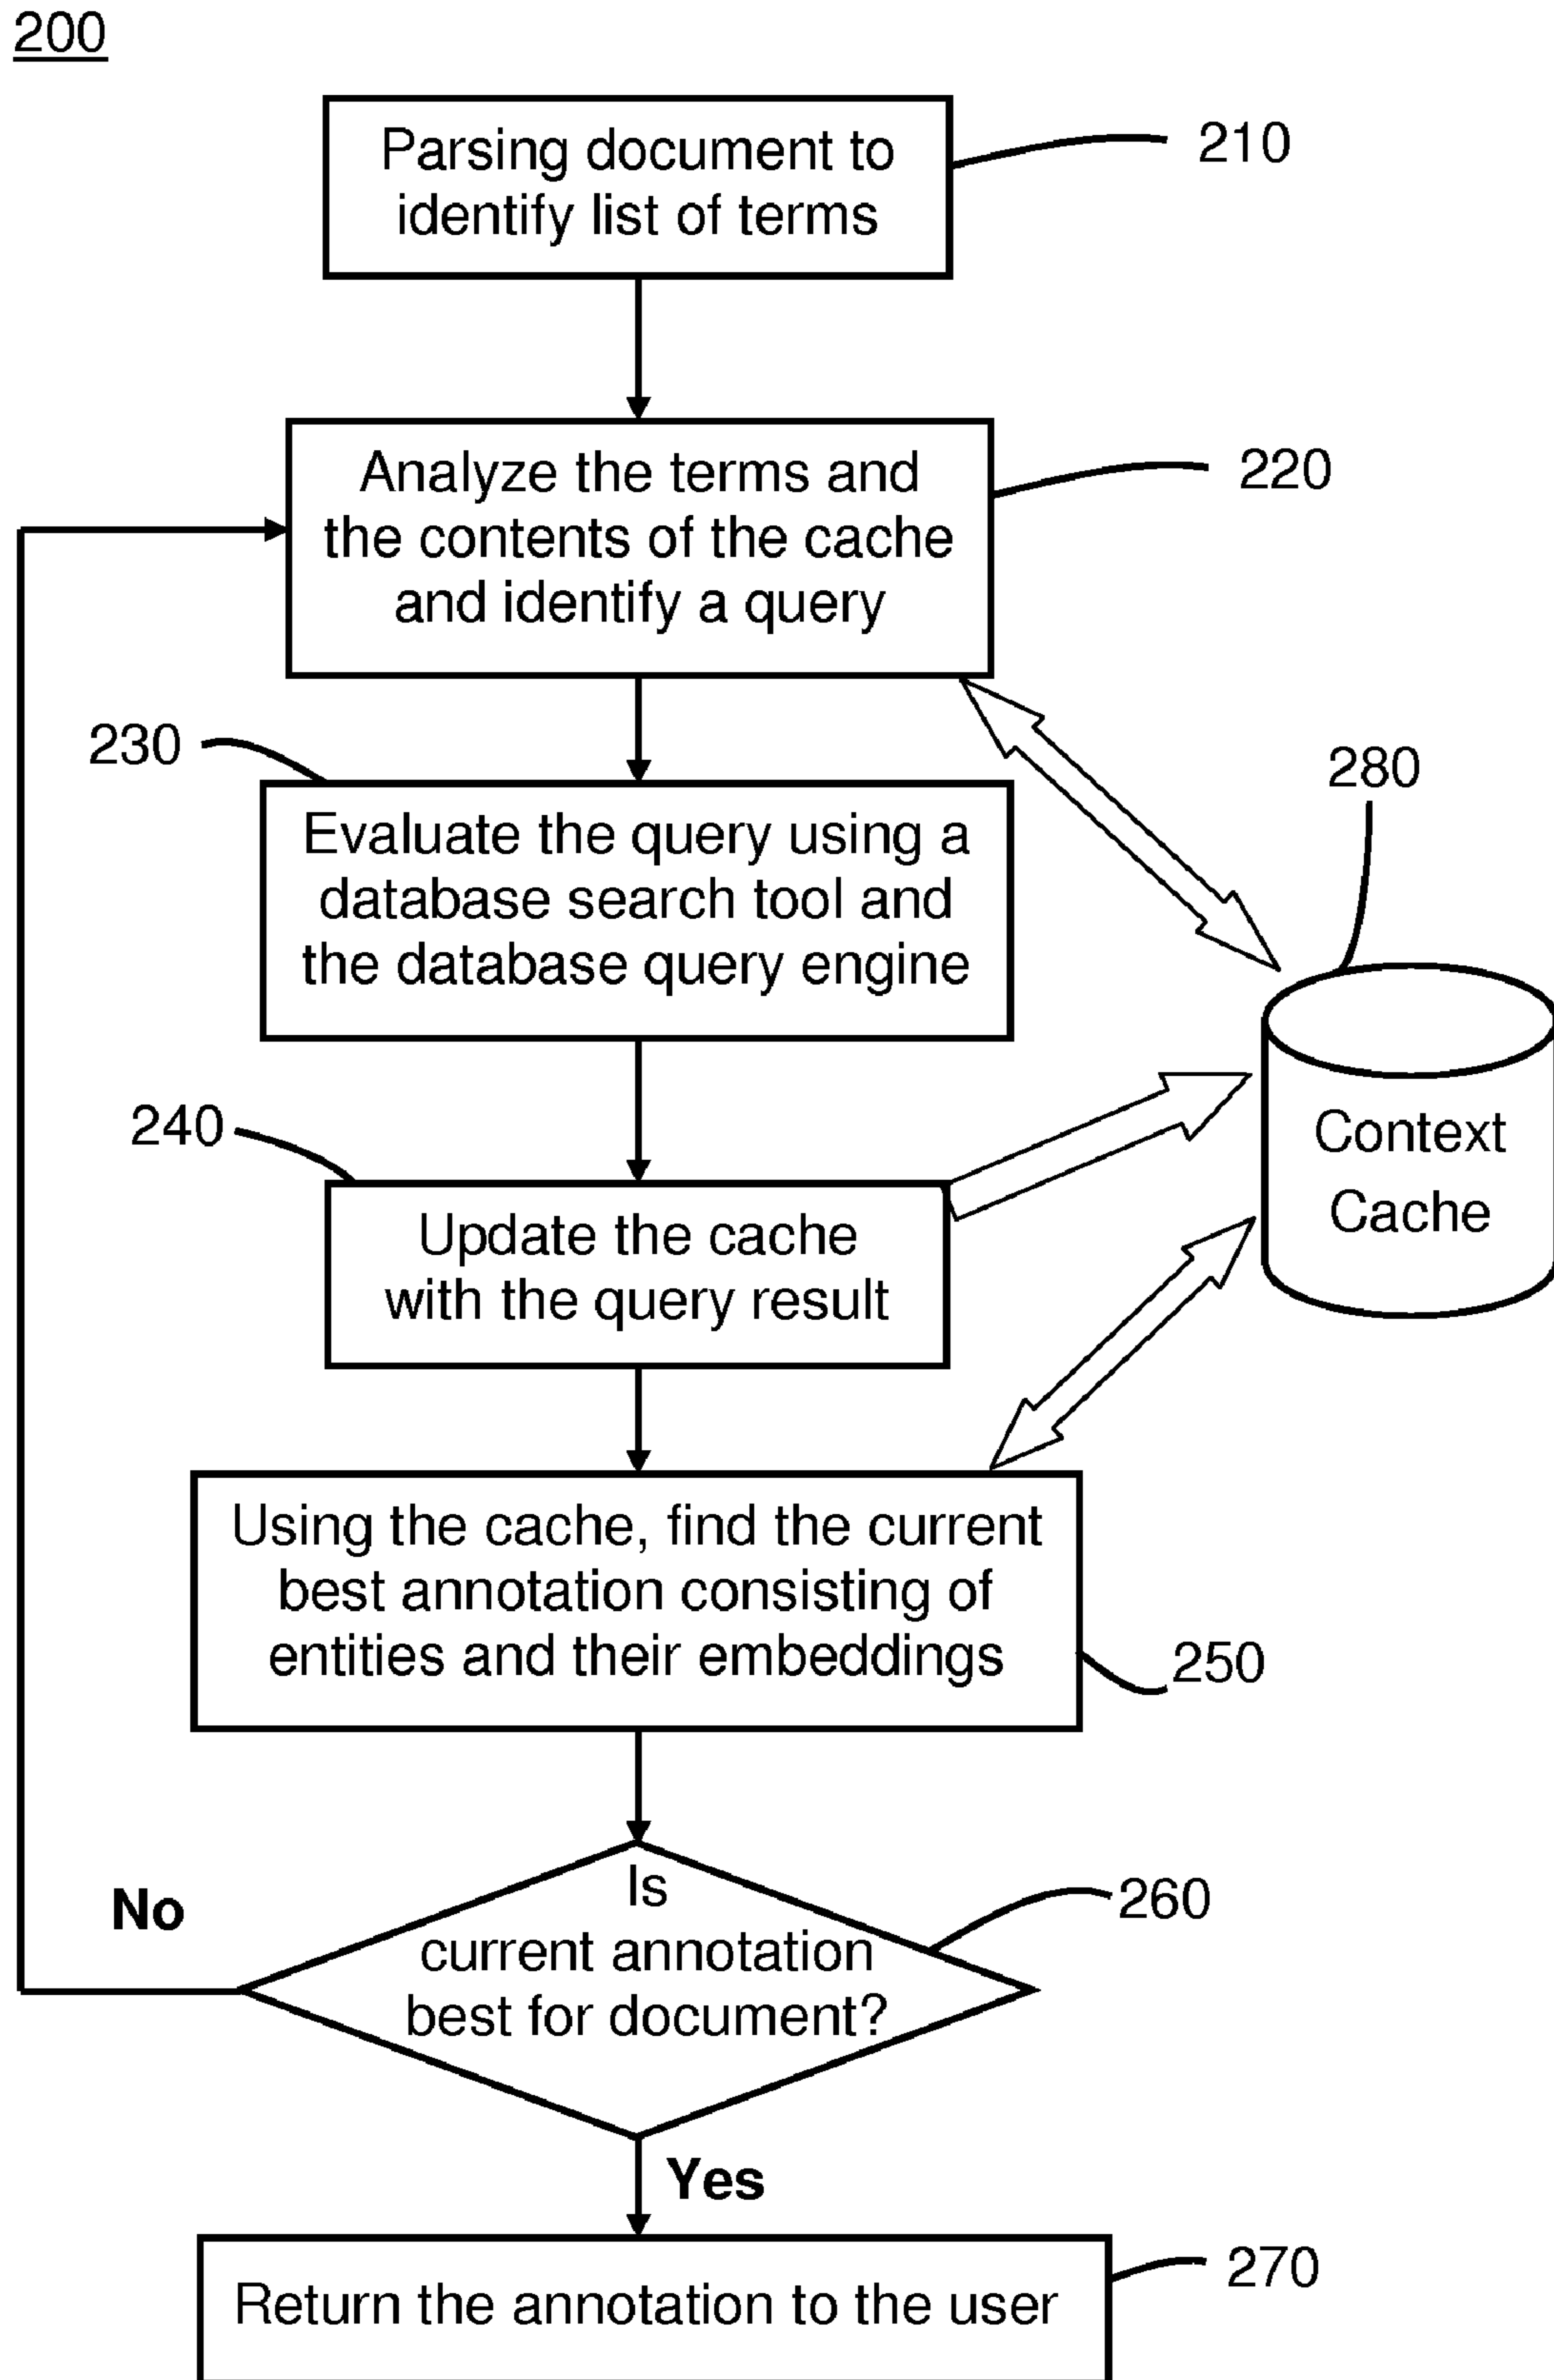 200
Parsing document to
identify list of terms
210
Analyze the terms and
the contents of the cache
and identify a query
220
230
Evaluate the query using a
database search tool and
the database query engine
280
240
Update the cache
with the query result
Context
Cache
Using the cache, find the current
best annotation consisting of
entities and their embeddings
250
No
Is
current annotation
best for document?
260
Yes
Return the annotation to the user
270